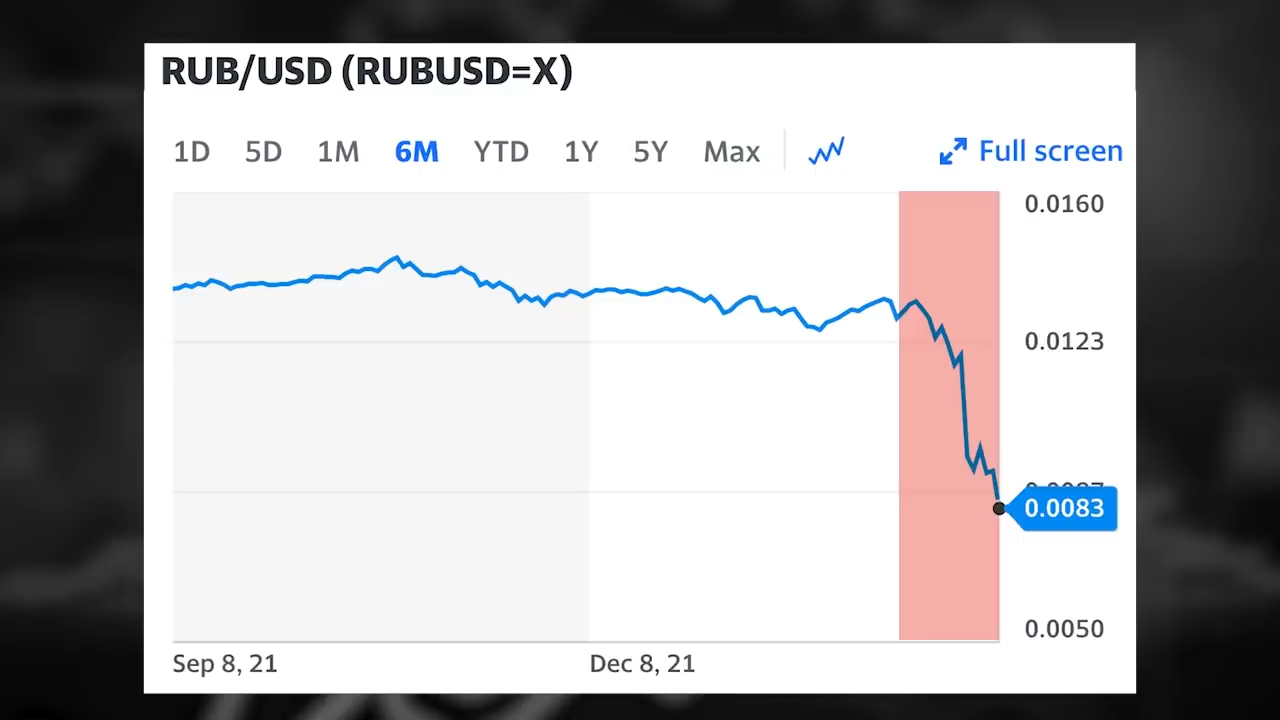 RUB/USD (RUBUSD=X)
1D 5D 1M 6M YTD 1Y 5Y Max Full screen
0.0160
0.0123
0.0083
0.0050
Sep 8, 21 Dec 8, 21